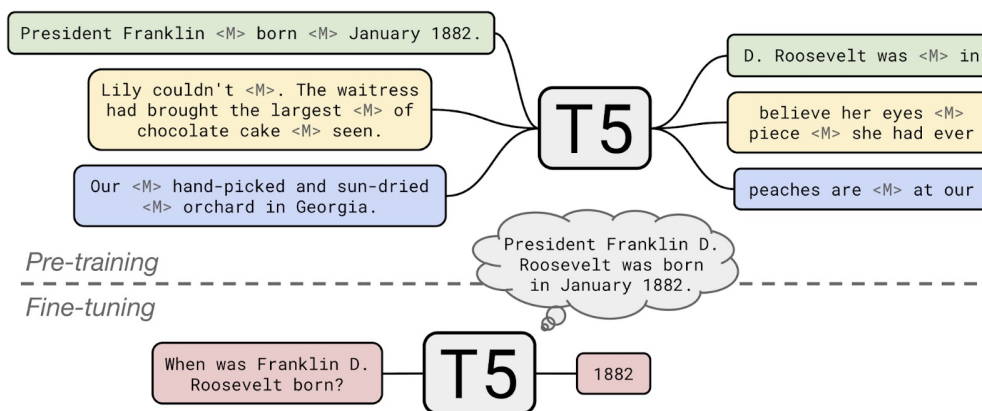 President Franklin <M> born <M> January 1882.
D. Roosevelt was <M> in
Lily couldn't <M>. The waitress
had brought the largest <M> of
chocolate cake <M> seen.
T5
believe her eyes <M>
piece <M> she had ever
Our <M> hand-picked and sun-dried
<M> orchard in Georgia.
peaches are <M> at our
President Franklin D.
Roosevelt was born
in January 1882.
Pre-training
Fine-tuning
When was Franklin D.
Roosevelt born?
T5
1882